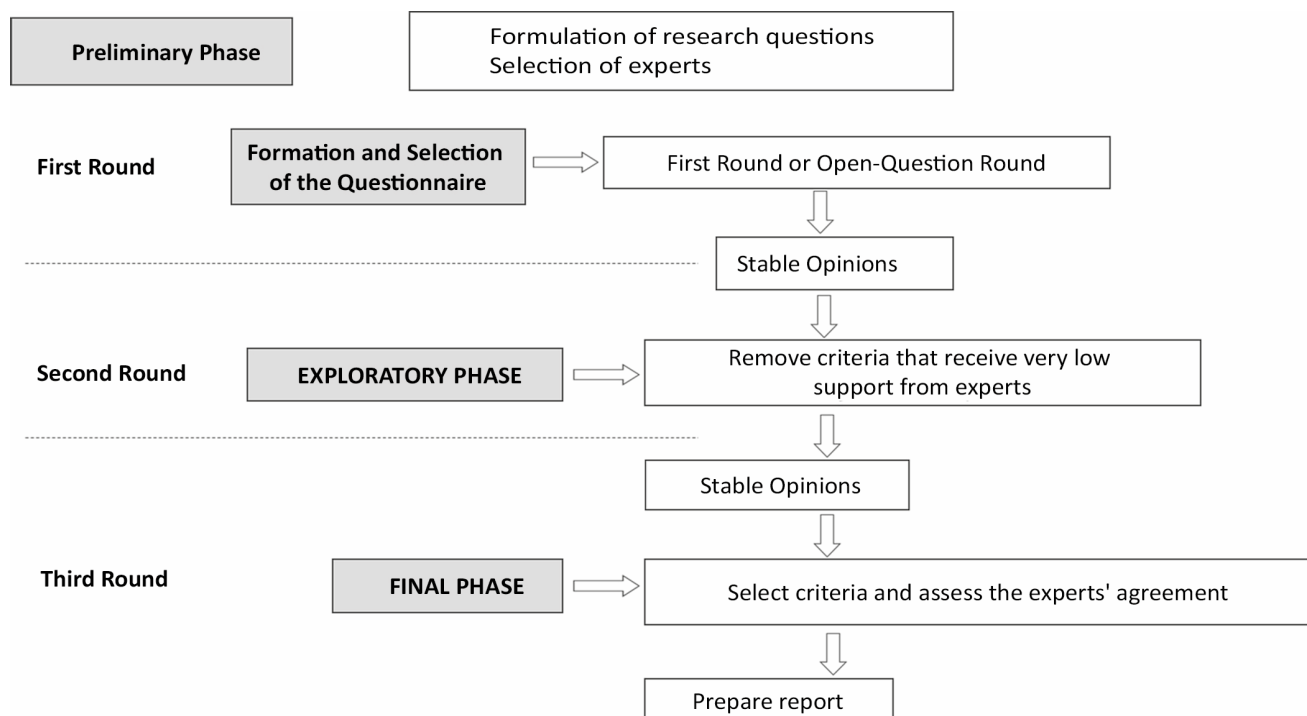 Preliminary Phase
Formulation of research questions
Selection of experts
First Round
Formation and Selection
of the Questionnaire
First Round or Open-Question Round
Stable Opinions
Second Round
EXPLORATORY PHASE
Remove criteria that receive very low
support from experts
Stable Opinions
Third Round
FINAL PHASE
Select criteria and assess the experts' agreement
Prepare report